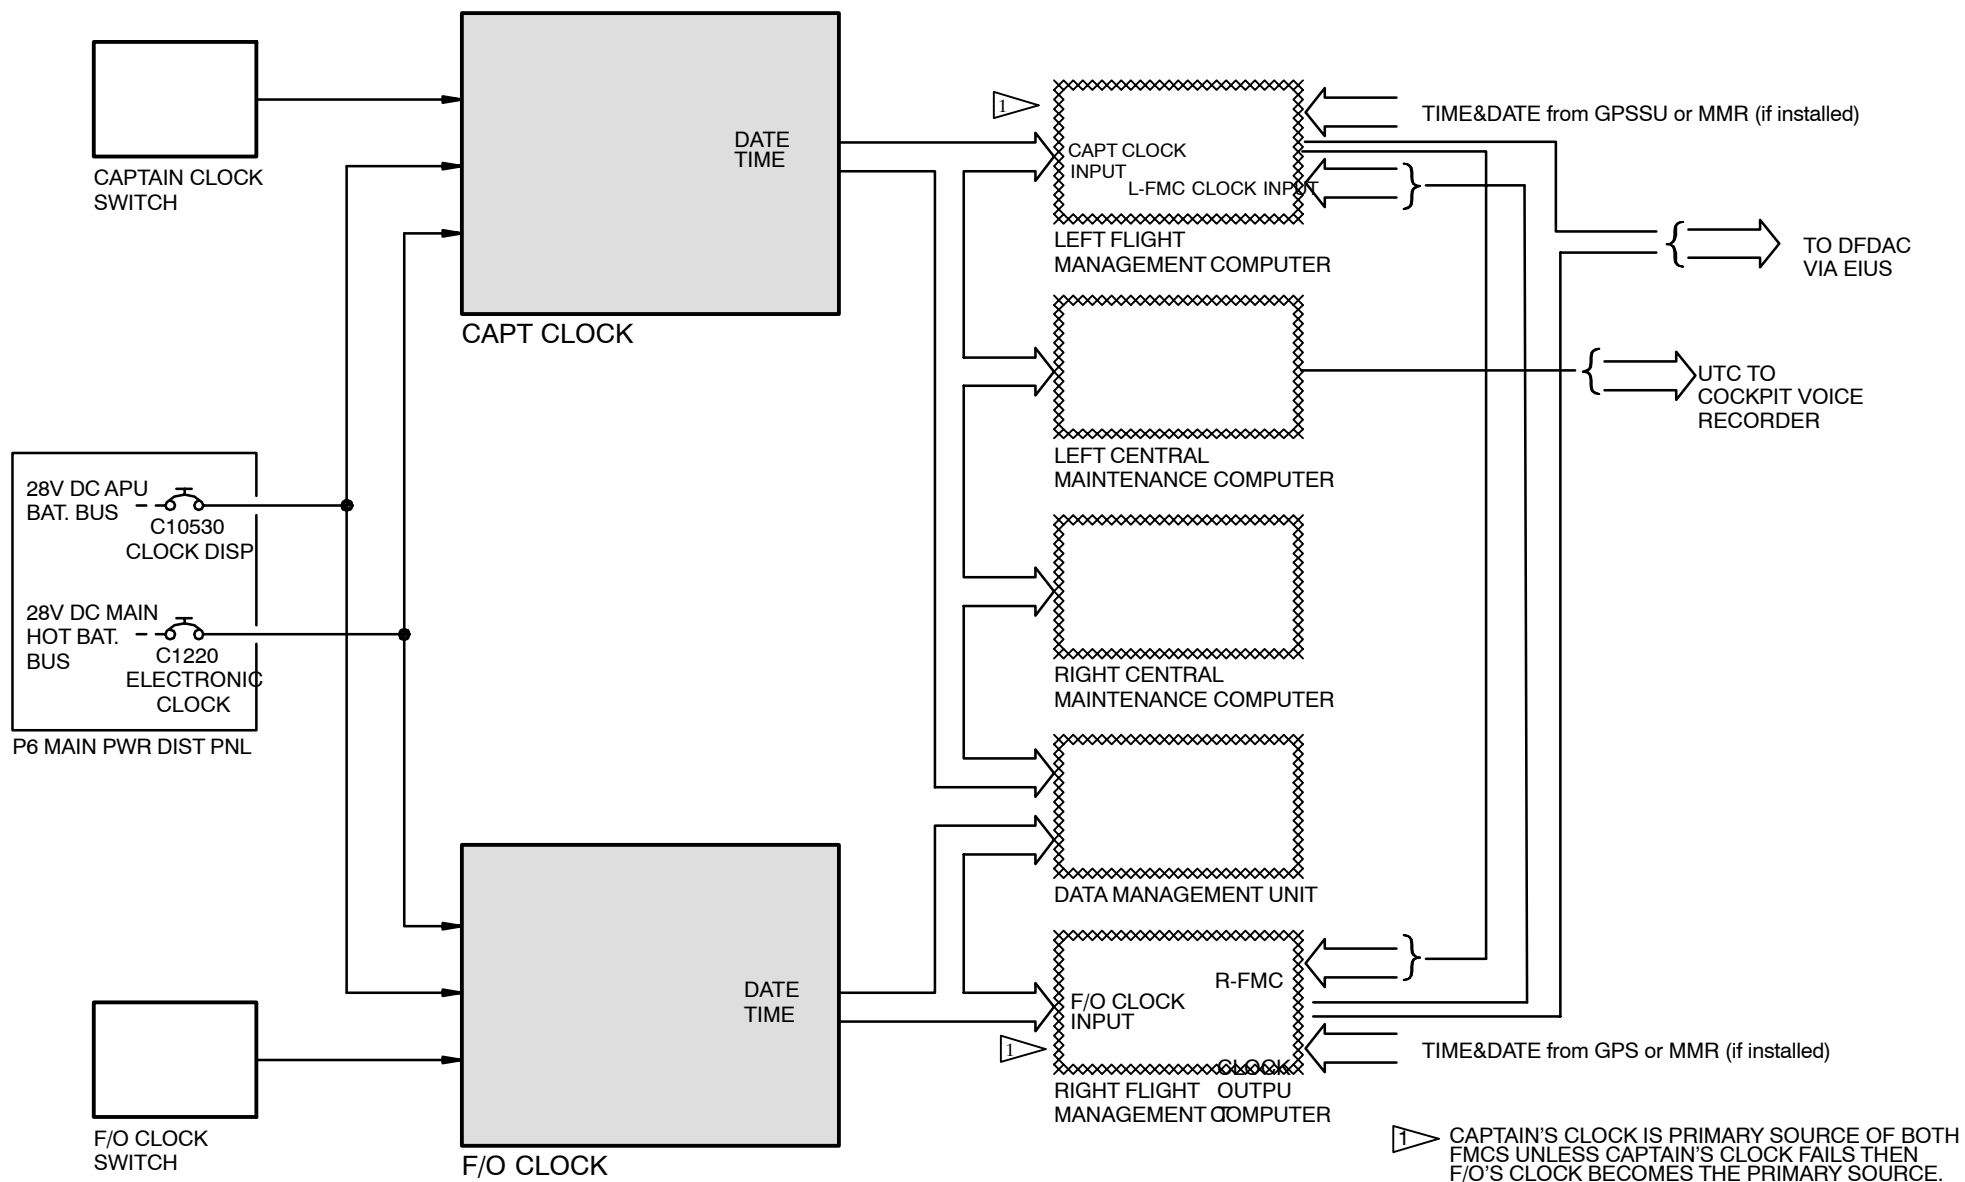 CAPTAIN CLOCK
SWITCH
DATE
TIME
CAPT CLOCK
1
CAPT CLOCK
INPUT
L-FMC CLOCK INPUT
LEFT FLIGHT
MANAGEMENT COMPUTER
TIME&DATE from GPSSU or MMR (if installed)
TO DFDAC
VIA EIUS
LEFT CENTRAL
MAINTENANCE COMPUTER
UTC TO
COCKPIT VOICE
RECORDER
28V DC APU
BAT. BUS
C10530
CLOCK DISP
28V DC MAIN
HOT BAT.
BUS
C1220
ELECTRONIC
CLOCK
P6 MAIN PWR DIST PNL
RIGHT CENTRAL
MAINTENANCE COMPUTER
DATA MANAGEMENT UNIT
DATE
TIME
F/O CLOCK
F/O CLOCK
SWITCH
R-FMC
F/O CLOCK
INPUT
1
CLOCK
OUTPU
T
RIGHT FLIGHT
MANAGEMENT COMPUTER
TIME&DATE from GPS or MMR (if installed)
1 CAPTAIN'S CLOCK IS PRIMARY SOURCE OF BOTH
FMCS UNLESS CAPTAIN'S CLOCK FAILS THEN
F/O'S CLOCK BECOMES THE PRIMARY SOURCE.